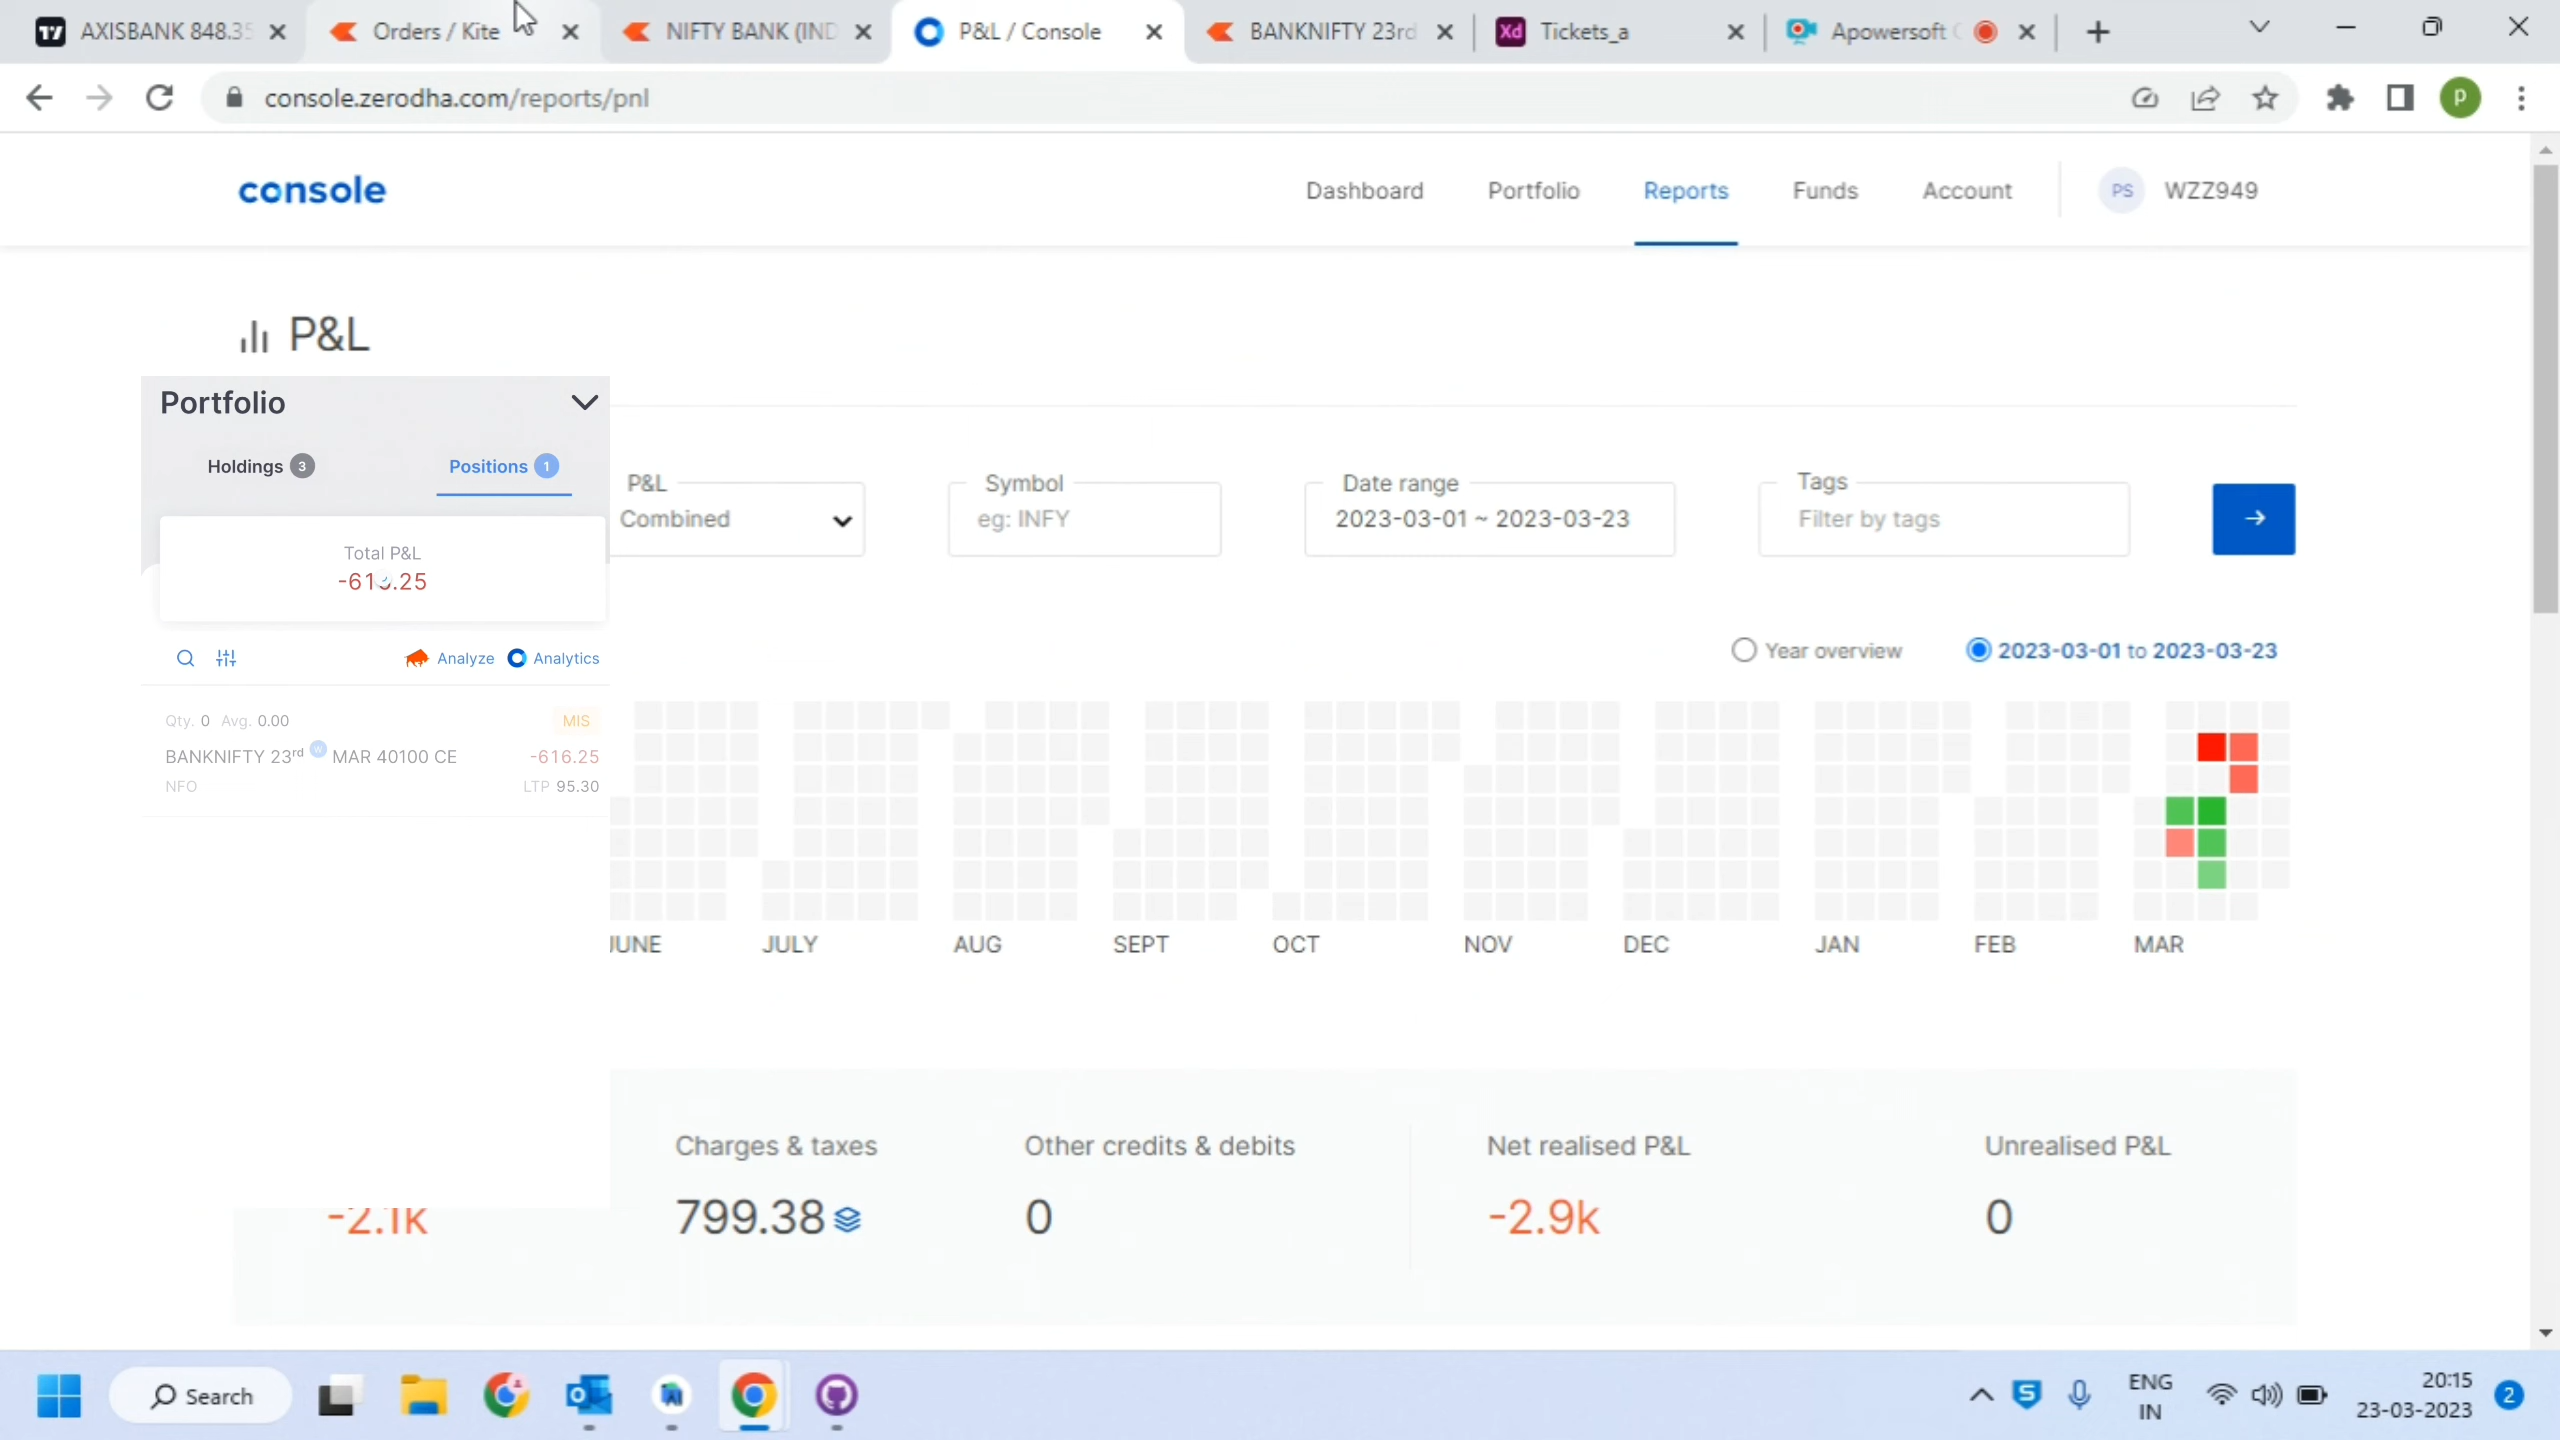 AXISBANK 848.35
Orders / Kite
NIFTY BANK (IND
P&L / Console
BANKNIFTY 23rd
Xd Tickets_a
Apowersoft
console.zerodha.com/reports/pnl
P
console
Dashboard
Portfolio
Reports
Funds
Account
PS WZZ949
P&L
Portfolio
Holdings 3
Positions 1
Total P&L
-616.25
Analyze
Analytics
Qty. 0 Avg. 0.00
MIS
BANKNIFTY 23rd W MAR 40100 CE
-616.25
NFO
LTP 95.30
P&L
Combined
Symbol
eg: INFY
Date range
2023-03-01 ~ 2023-03-23
Tags
Filter by tags
Year overview
2023-03-01 to 2023-03-23
JUNE
JULY
AUG
SEPT
OCT
NOV
DEC
JAN
FEB
MAR
-2.1k
Charges & taxes
799.38
Other credits & debits
0
Net realised P&L
-2.9k
Unrealised P&L
0
Search
ENG
IN
20:15
23-03-2023
2